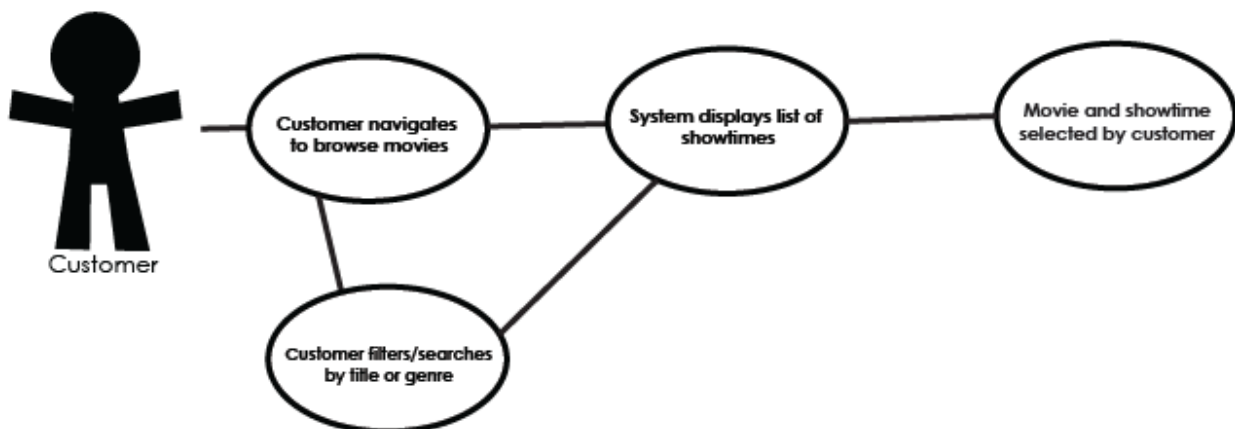 Customer
Customer navigates
to browse movies
System displays list of
showtimes
Movie and showtime
selected by customer
Customer filters/searches
by title or genre